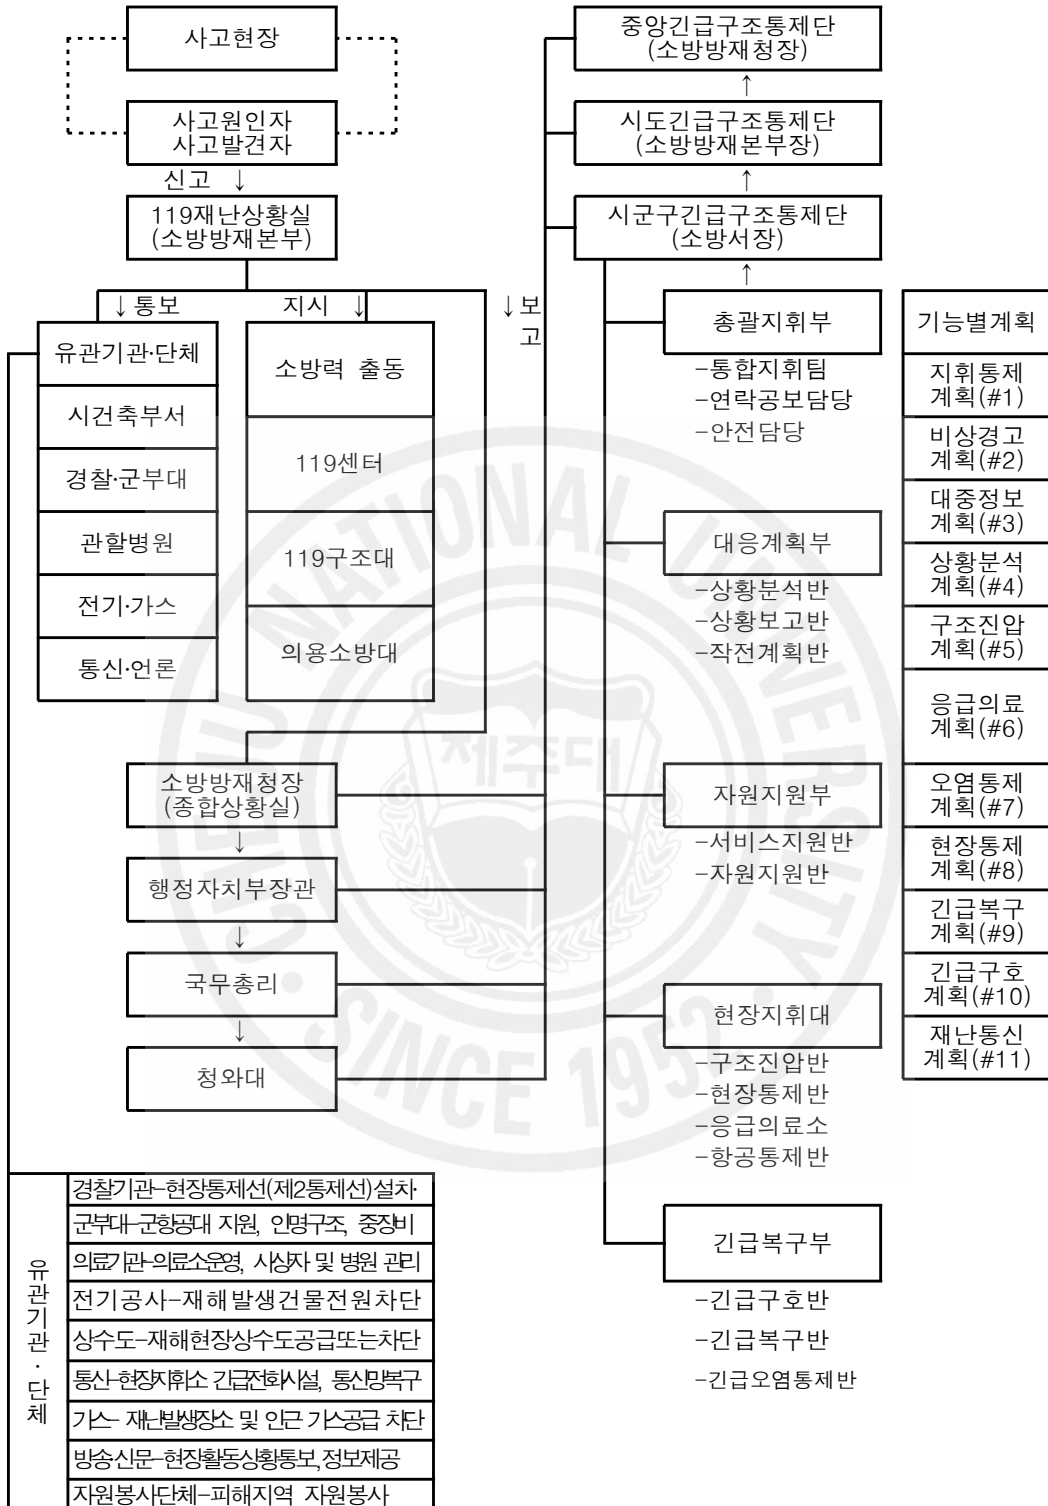 사고현장
사고원인자
사고발견자
신고 ↓
119재난상황실
(소방방재본부)
↓통보
지시 ↓
↓보
고
유관기관·단체
시건축부서
경찰·군부대
관할병원
전기·가스
통신·언론
소방력 출동
119센터
119구조대
의용소방대
소방방재청장
(종합상황실)
↓
행정자치부장관
↓
국무총리
↓
청와대
유관기관·단체
경찰기관-현장통제선(제2통제선)설치·
군부대-군항공대 지원, 인명구조, 중장비
의료기관-의료소운영, 사상자 및 병원 관리
전기공사-재해발생건물전원차단
상수도-재해현장상수도공급또는차단
통신-현장지휘소 긴급전화시설, 통신망복구
가스- 재난발생장소 및 인근 가스공급 차단
방송·신문-현장활동상황통보,정보제공
자원봉사단체-피해지역 자원봉사
중앙긴급구조통제단
(소방방재청장)
↑
시도긴급구조통제단
(소방방재본부장)
↑
시군구긴급구조통제단
(소방서장)
↑
총괄지휘부
-통합지휘팀
-연락공보담당
-안전담당
대응계획부
-상황분석반
-상황보고반
-작전계획반
자원지원부
-서비스지원반
-자원지원반
현장지휘대
-구조진압반
-현장통제반
-응급의료소
-항공통제반
긴급복구부
-긴급구호반
-긴급복구반
-긴급오염통제반
기능별계획
지휘통제
계획(#1)
비상경고
계획(#2)
대중정보
계획(#3)
상황분석
계획(#4)
구조진압
계획(#5)
응급의료
계획(#6)
오염통제
계획(#7)
현장통제
계획(#8)
긴급복구
계획(#9)
긴급구호
계획(#10)
재난통신
계획(#11)
JEJU NATIONAL UNIVERSITY
제주대
SINCE 1952